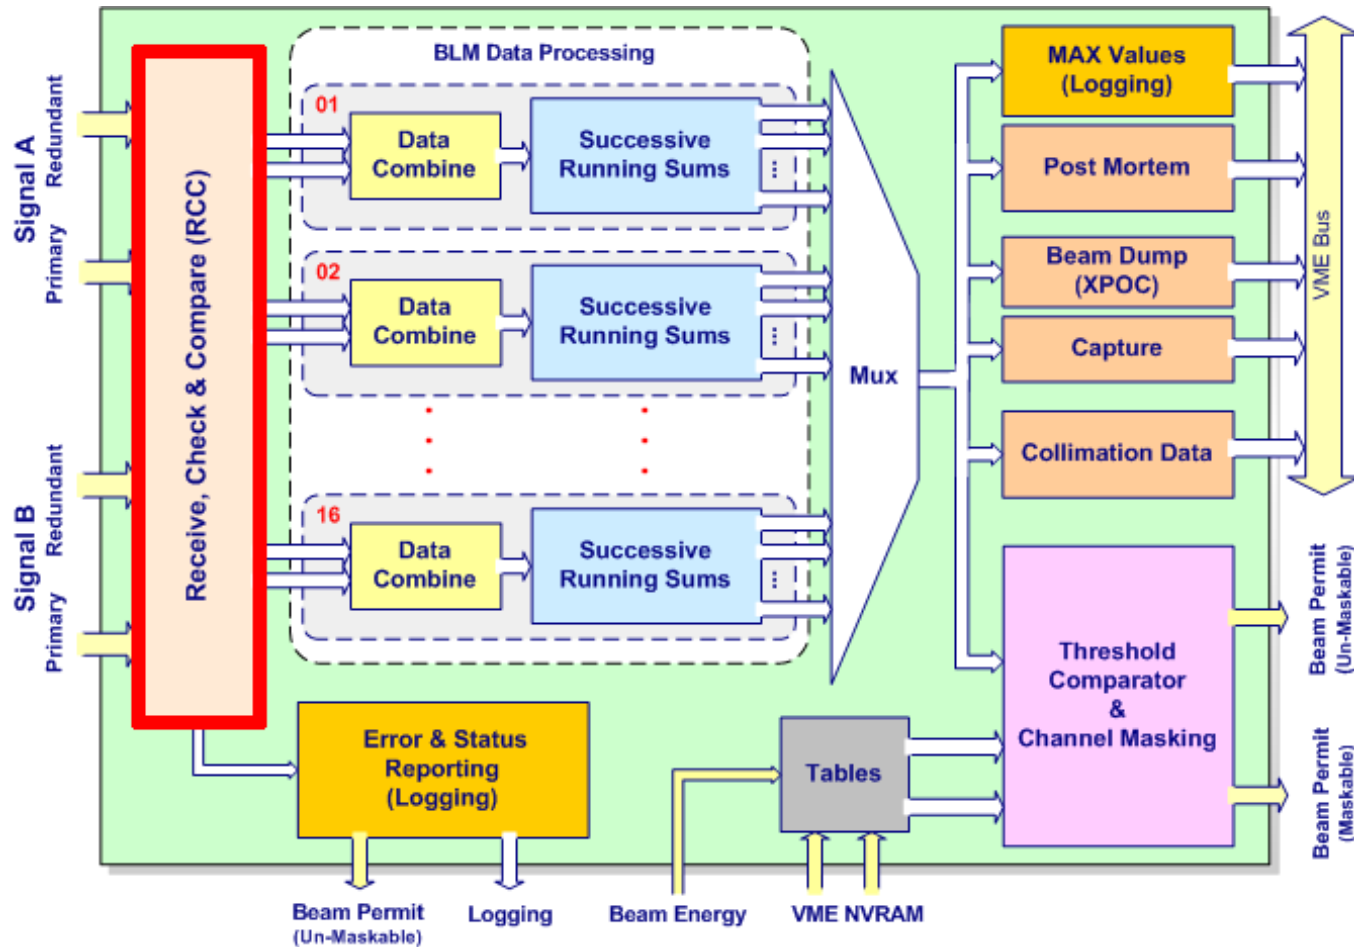 Signal A
Redundant
Primary
Signal B
Redundant
Primary
Receive, Check & Compare (RCC)
BLM Data Processing
01
Data
Combine
Successive
Running Sums
...
02
Data
Combine
Successive
Running Sums
...
16
Data
Combine
Successive
Running Sums
...
Mux
MAX Values
(Logging)
Post Mortem
Beam Dump
(XPOC)
Capture
Collimation Data
Threshold
Comparator
&
Channel Masking
VME Bus
Beam Permit
(Un-Maskable)
Beam Permit
(Maskable)
Error & Status
Reporting
(Logging)
Tables
Beam Permit
(Un-Maskable)
Logging
Beam Energy
VME NVRAM